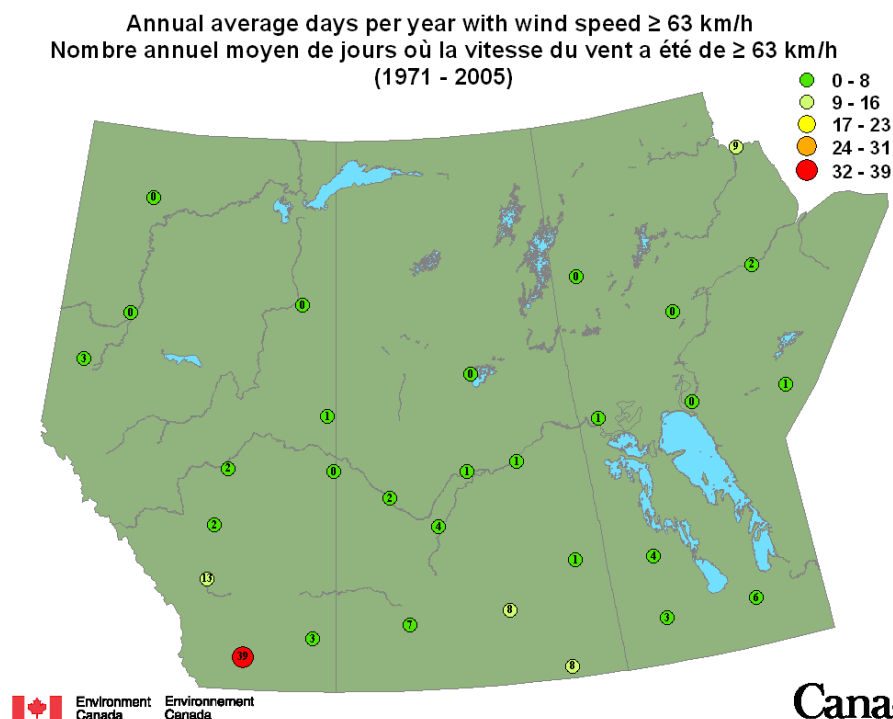 Annual average days per year with wind speed ≥ 63 km/h
Nombre annuel moyen de jours où la vitesse du vent a été de ≥ 63 km/h
(1971 - 2005)
0 - 8
9 - 16
17 - 23
24 - 31
32 - 39
9
0
2
0
0
0
0
3
0
1
0
1
1
2
0
1
1
2
2
4
13
1
4
6
8
3
7
3
39
8
Environment Environnement
Canada Canada
Cana